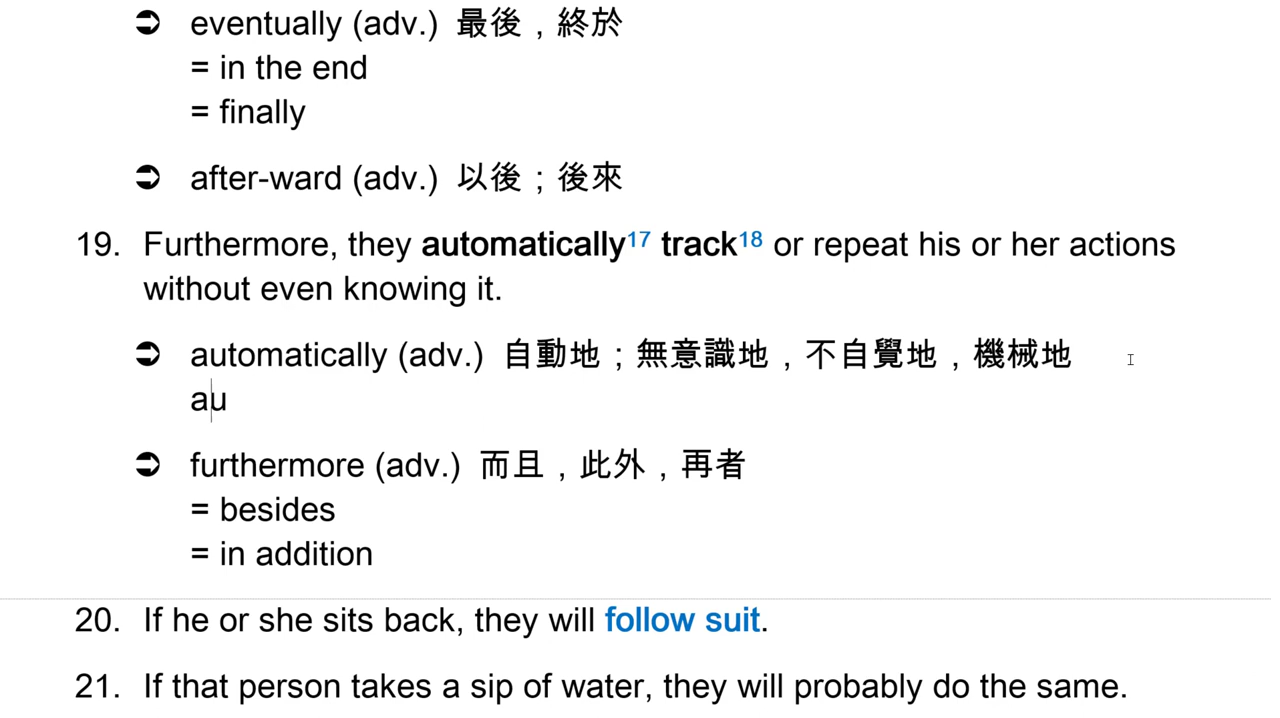 ➲ eventually (adv.) 最後，終於
= in the end
= finally
➲ after-ward (adv.) 以後；後來
19. Furthermore, they automatically17 track18 or repeat his or her actions
without even knowing it.
➲ automatically (adv.) 自動地；無意識地，不自覺地，機械地
au
➲ furthermore (adv.) 而且，此外，再者
= besides
= in addition
20. If he or she sits back, they will follow suit.
21. If that person takes a sip of water, they will probably do the same.